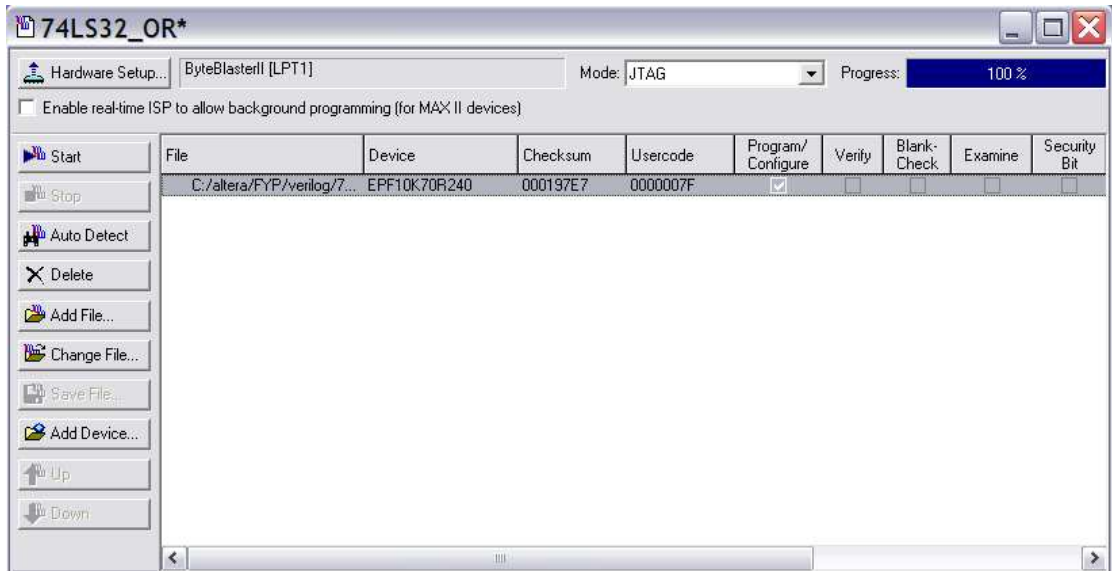 74LS32_OR*
Hardware Setup... ByteBlasterII [LPT1] Mode: JTAG Progress: 100 %
Enable real-time ISP to allow background programming (for MAX II devices)
File Device Checksum Usercode Program/Configure Verify Blank-Check Examine Security Bit
C:/altera/FYP/verilog/7... EPF10K70R240 000197E7 0000007F
Start
Stop
Auto Detect
Delete
Add File...
Change File...
Save File...
Add Device...
Up
Down